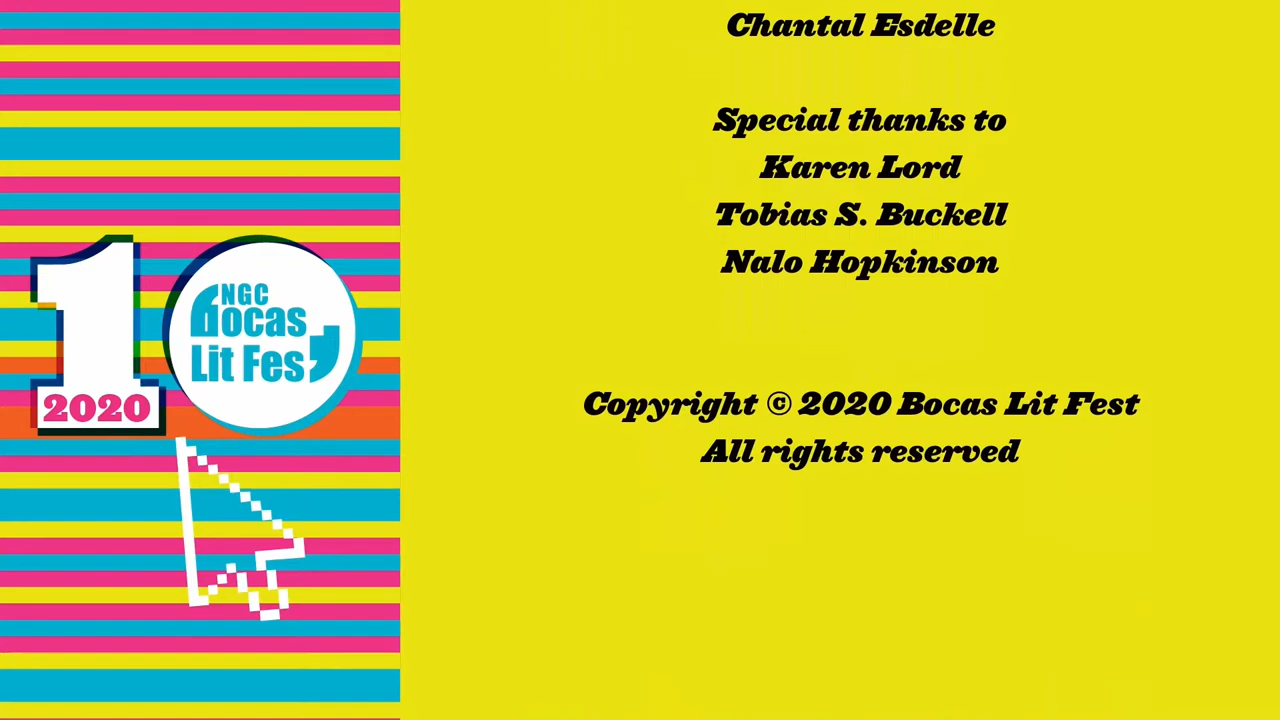 10
2020
NGC
Bocas
Lit Fest
Chantal Esdelle
Special thanks to
Karen Lord
Tobias S. Buckell
Nalo Hopkinson
Copyright © 2020 Bocas Lit Fest
All rights reserved